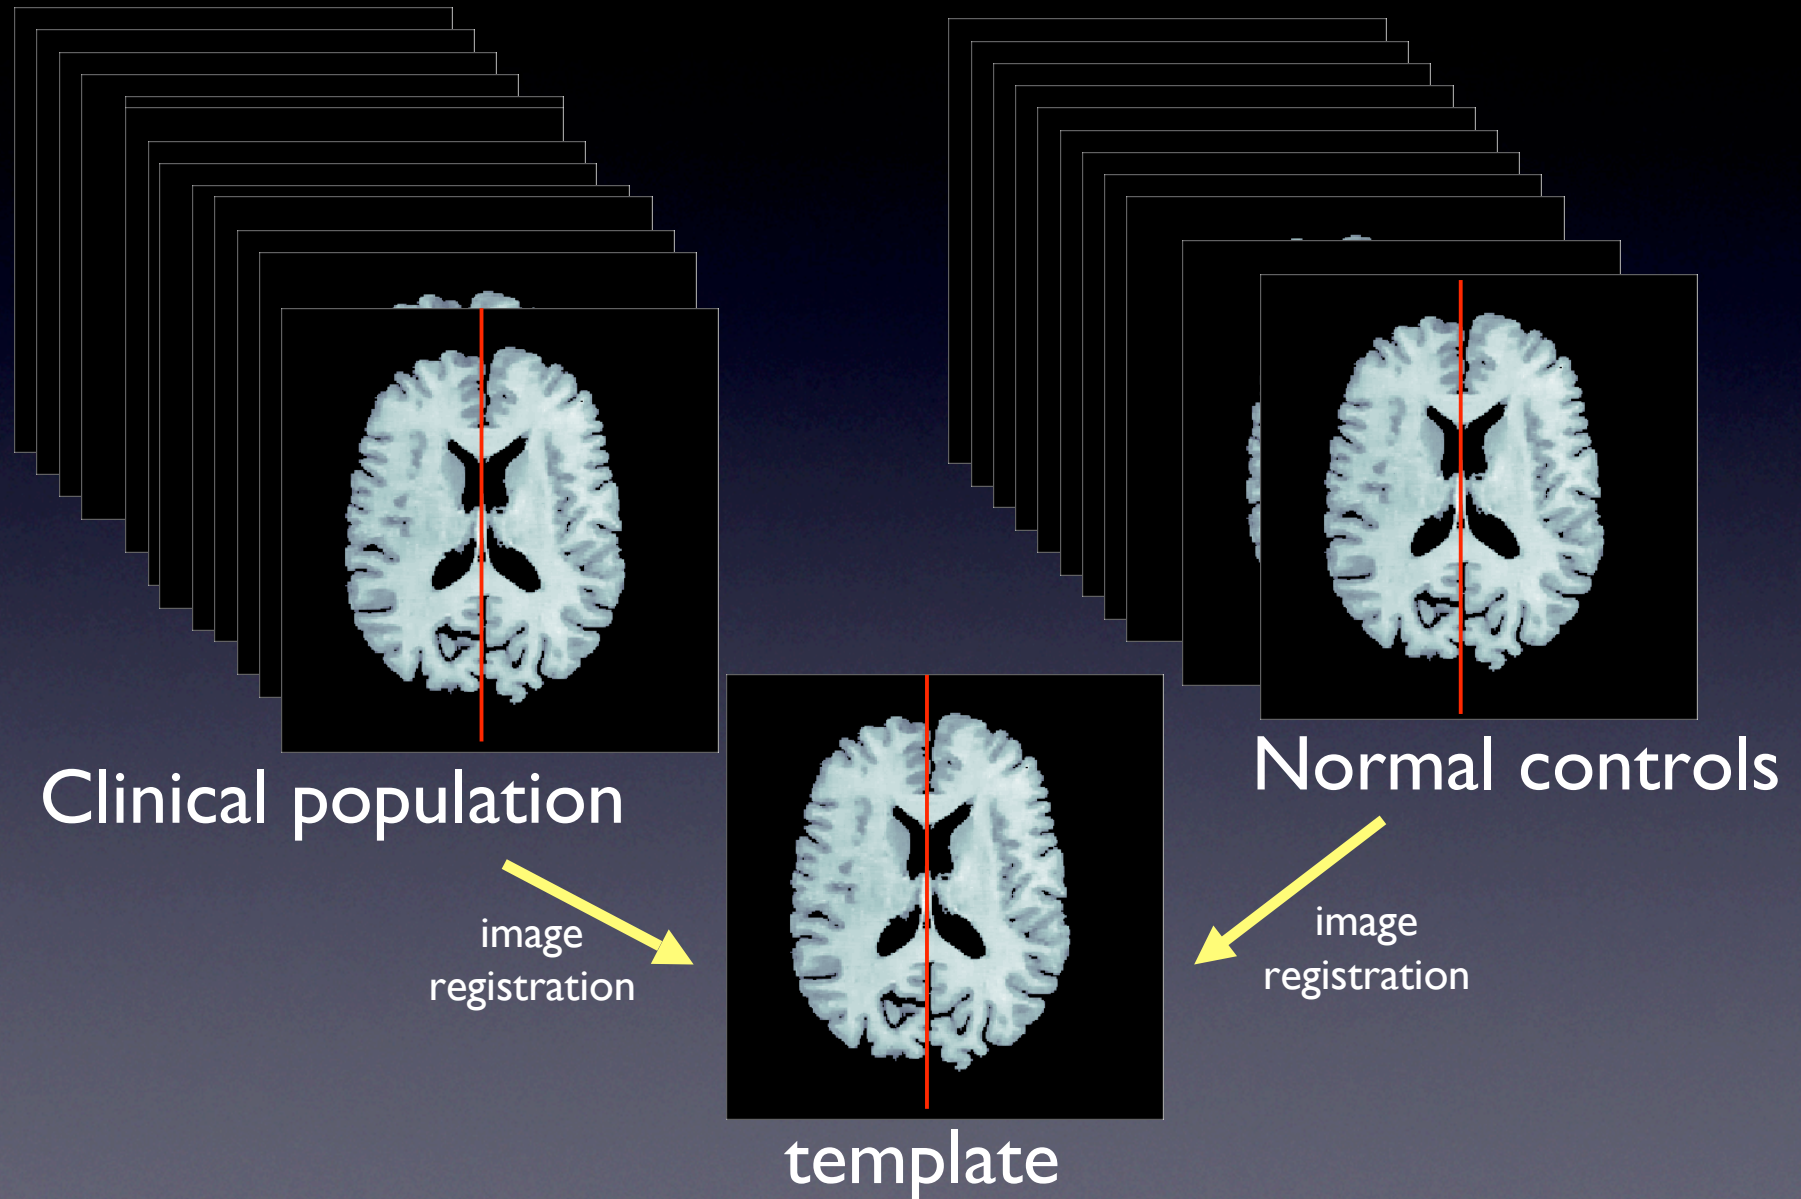 Clinical population
Normal controls
image
registration
image
registration
template